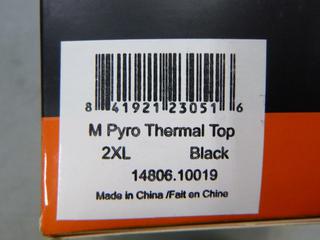 8 41921 23051 6
M Pyro Thermal Top
2XL Black
14806.10019
Made in China /Fait en Chine